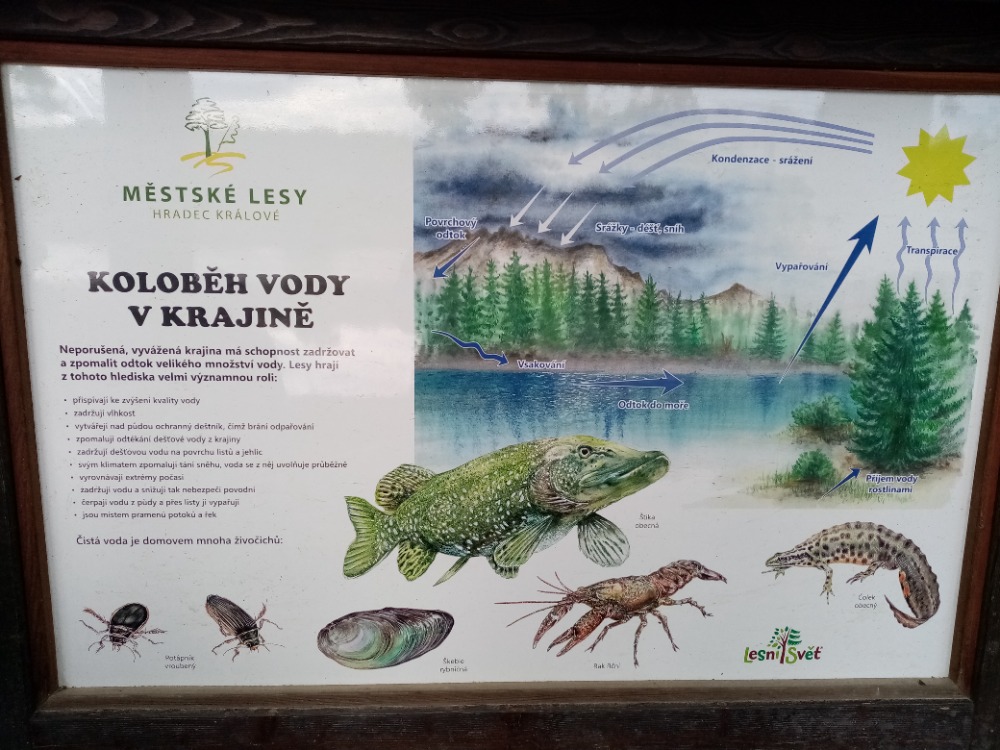 MĚSTSKÉ LESY
HRADEC KRÁLOVÉ
KOLOBĚH VODY
V KRAJINĚ
Neporušená, vyvážená krajina má schopnost zadržovat
a zpomalit odtok velikého množství vody. Lesy hrají
z tohoto hlediska velmi významnou roli:
• přispívají ke zvýšení kvality vody
• zadržují vlhkost
• vytvářejí nad půdou ochranný deštník, čímž brání odpařování
• zpomalují odtékání dešťové vody z krajiny
• zadržují dešťovou vodu na povrchu listů a jehlic
• svým klimatem zpomalují tání sněhu, voda se z něj uvolňuje průběžně
• vyrovnávají extrémy počasí
• zadržují vodu a snižují tak nebezpečí povodní
• čerpají vodu z půdy a přes listy ji vypařují
• jsou místem pramenů potoků a řek
Čistá voda je domovem mnoha živočichů:
Kondenzace - srážení
Povrchový
odtok
Srážky - déšť, sníh
Vypařování
Transpirace
Vsakování
Odtok do moře
Příjem vody
rostlinami
Štika
obecná
Čolek
obecný
Potápník
vroubený
Škeble
rybničná
Rak říční
Lesní Svět